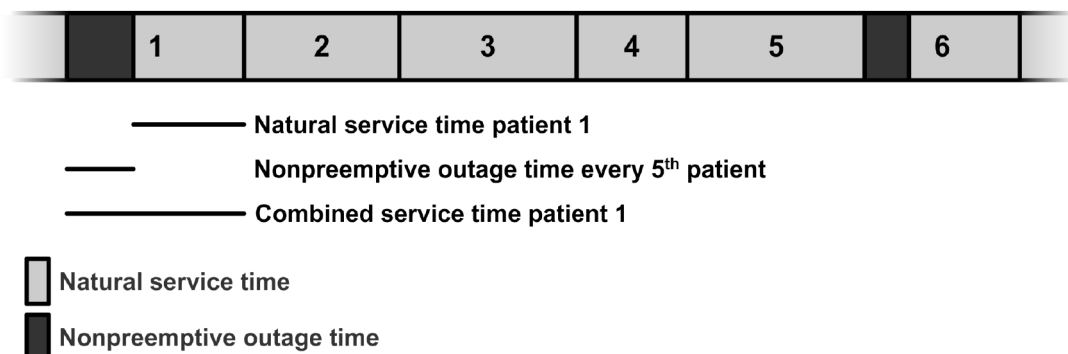 1 2 3 4 5 6
Natural service time patient 1
Nonpreemptive outage time every 5th patient
Combined service time patient 1
Natural service time
Nonpreemptive outage time